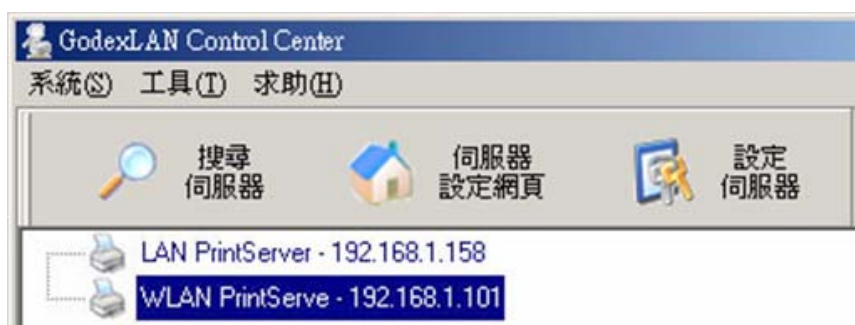 GodexLAN Control Center
系統(S) 工具(T) 求助(H)
搜尋
伺服器
伺服器
設定網頁
設定
伺服器
LAN PrintServer - 192.168.1.158
WLAN PrintServe - 192.168.1.101